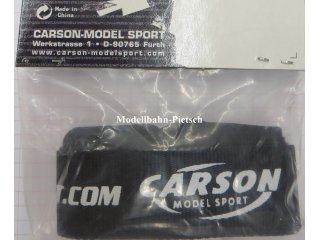 Made in
China
CARSON-MODEL SPORT
Werkstrasse 1 • D-90765 Fürth
www.carson-modelsport.com
Modellbahn-Pietsch
T.COM
CARSON
MODEL SPORT